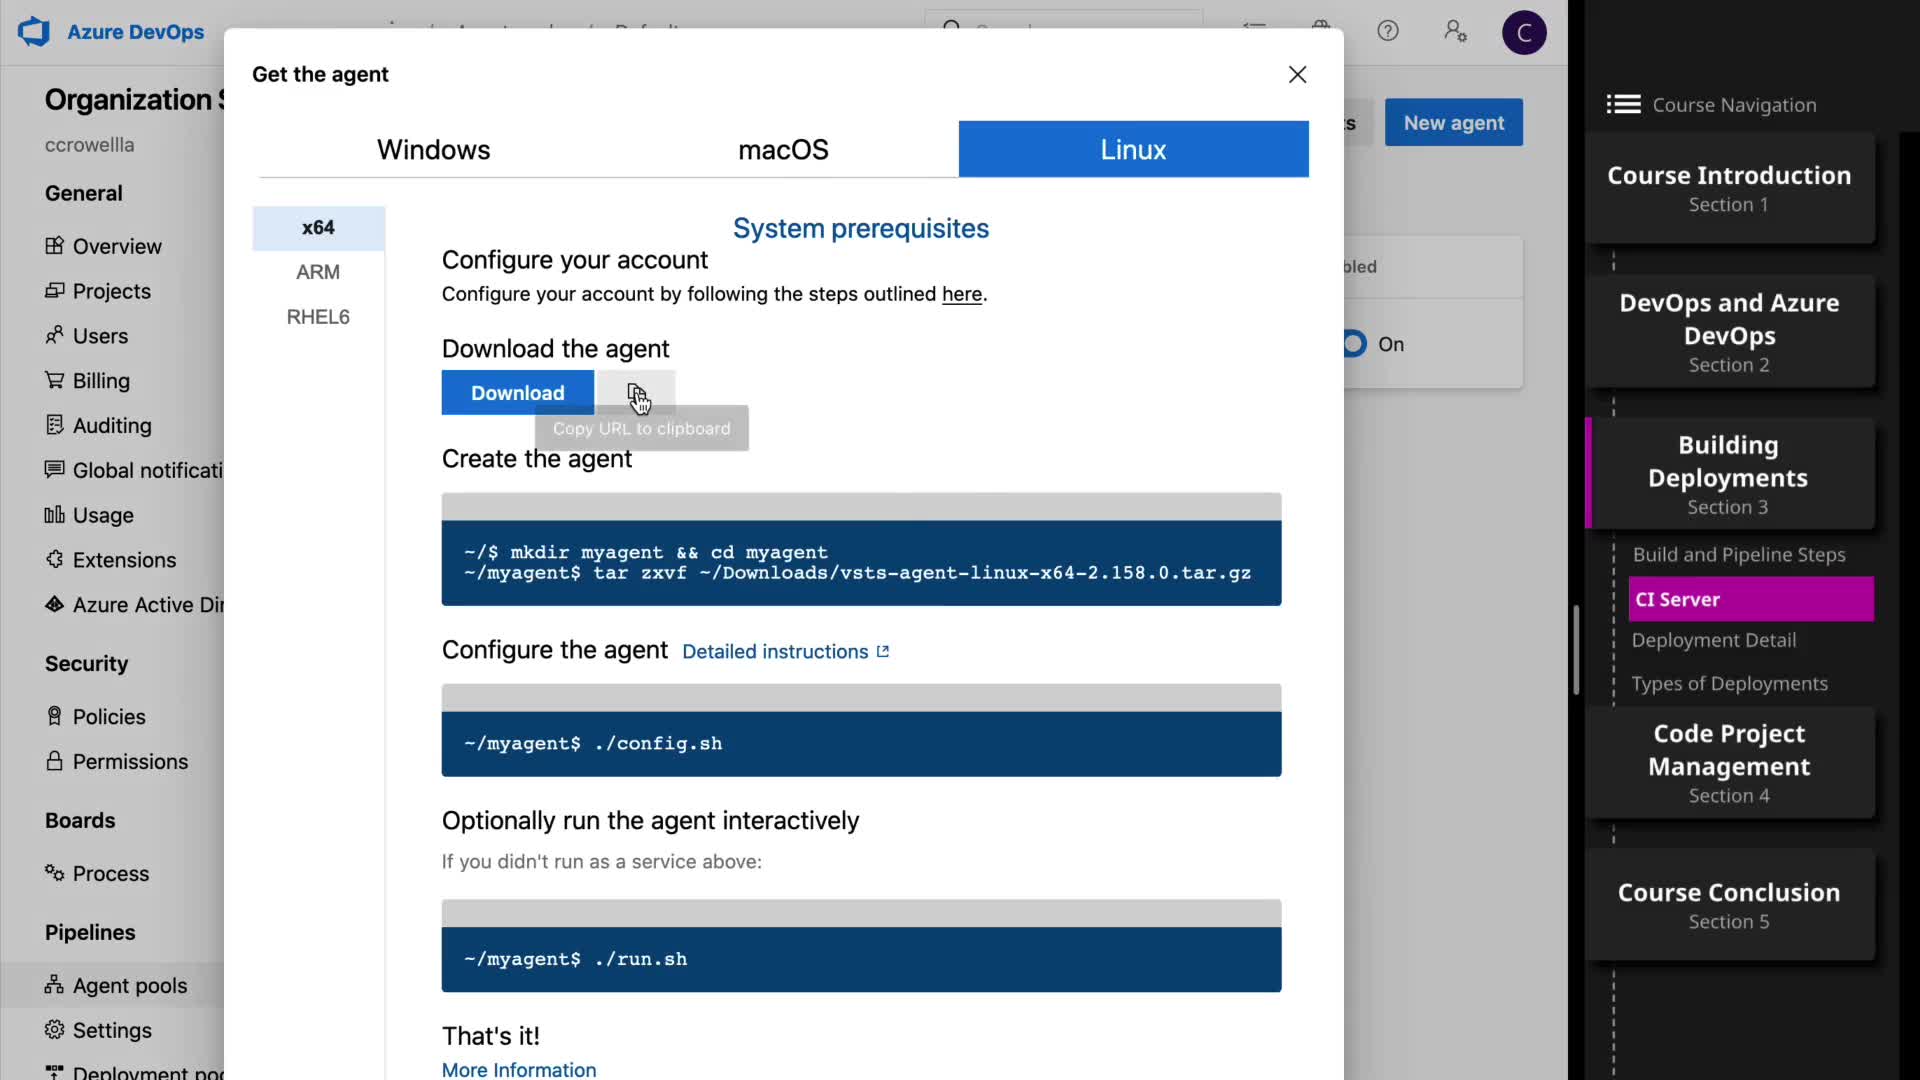 Azure DevOps
C
Organization S
ccrowellla
General
Overview
Projects
Users
Billing
Auditing
Global notificati
Usage
Extensions
Azure Active Dir
Security
Policies
Permissions
Boards
Process
Pipelines
Agent pools
Settings
Deployment poo
Get the agent
Windows
macOS
Linux
x64
ARM
RHEL6
System prerequisites
Configure your account
Configure your account by following the steps outlined here.
Download the agent
Download
Copy URL to clipboard
Create the agent
~/$ mkdir myagent && cd myagent
~/myagent$ tar zxvf ~/Downloads/vsts-agent-linux-x64-2.158.0.tar.gz
Configure the agent Detailed instructions
~/myagent$ ./config.sh
Optionally run the agent interactively
If you didn't run as a service above:
~/myagent$ ./run.sh
That's it!
More Information
ts
New agent
bled
On
Course Navigation
Course Introduction
Section 1
DevOps and Azure
DevOps
Section 2
Building
Deployments
Section 3
Build and Pipeline Steps
CI Server
Deployment Detail
Types of Deployments
Code Project
Management
Section 4
Course Conclusion
Section 5